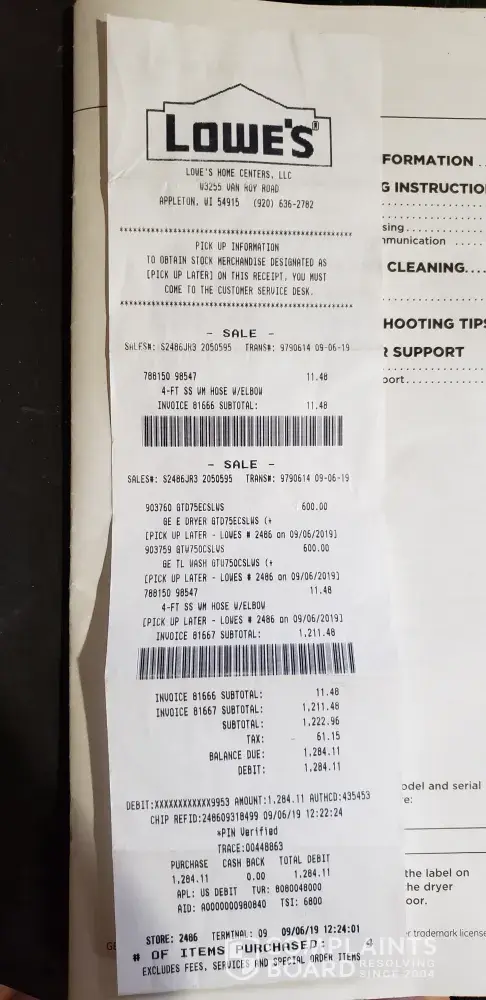 LOWE'S
LOWE'S HOME CENTERS, LLC
W3255 VAN ROY ROAD
APPLETON, WI 54915 (920) 636-2782
****************************************************
PICK UP INFORMATION
TO OBTAIN STOCK MERCHANDISE DESIGNATED AS
[PICK UP LATER] ON THIS RECEIPT, YOU MUST
COME TO THE CUSTOMER SERVICE DESK.
****************************************************
- SALE -
SALES#: S2486JR3 2050595 TRANS#: 9790614 09-06-19
788150 98547 11.48
4-FT SS WM HOSE W/ELBOW
INVOICE 81666 SUBTOTAL: 11.48
- SALE -
SALES#: S2486JR3 2050595 TRANS#: 9790614 09-06-19
903760 GTD75ECSLWS 600.00
GE E DRYER GTD75ECSLWS (+
[PICK UP LATER - LOWES # 2486 on 09/06/2019]
903759 GTW750CSLWS 600.00
GE TL WASH GTW750CSLWS (+
[PICK UP LATER - LOWES # 2486 on 09/06/2019]
788150 98547 11.48
4-FT SS WM HOSE W/ELBOW
[PICK UP LATER - LOWES # 2486 on 09/06/2019]
INVOICE 81667 SUBTOTAL: 1,211.48
INVOICE 81666 SUBTOTAL: 11.48
INVOICE 81667 SUBTOTAL: 1,211.48
SUBTOTAL: 1,222.96
TAX: 61.15
BALANCE DUE: 1,284.11
DEBIT: 1,284.11
DEBIT:XXXXXXXXXXXX9953 AMOUNT:1,284.11 AUTHCD:435453
CHIP REFID:248609318499 09/06/19 12:22:24
*PIN Verified
TRACE:00448863
PURCHASE CASH BACK TOTAL DEBIT
1,284.11 0.00 1,284.11
APL: US DEBIT TVR: 8080048000
AID: A0000000980840 TSI: 6800
STORE: 2486 TERMINAL: 09 09/06/19 12:24:01
# OF ITEMS PURCHASED: 4
EXCLUDES FEES, SERVICES AND SPECIAL ORDER ITEMS
FORMATION
G INSTRUCTIO
sing
mmunication
CLEANING
HOOTING TIPS
R SUPPORT
port
odel and serial
e:
the label on
he dryer
oor.
GE
r trademark license
COMPLAINTS
BOARD
RESOLVING
SINCE 2004